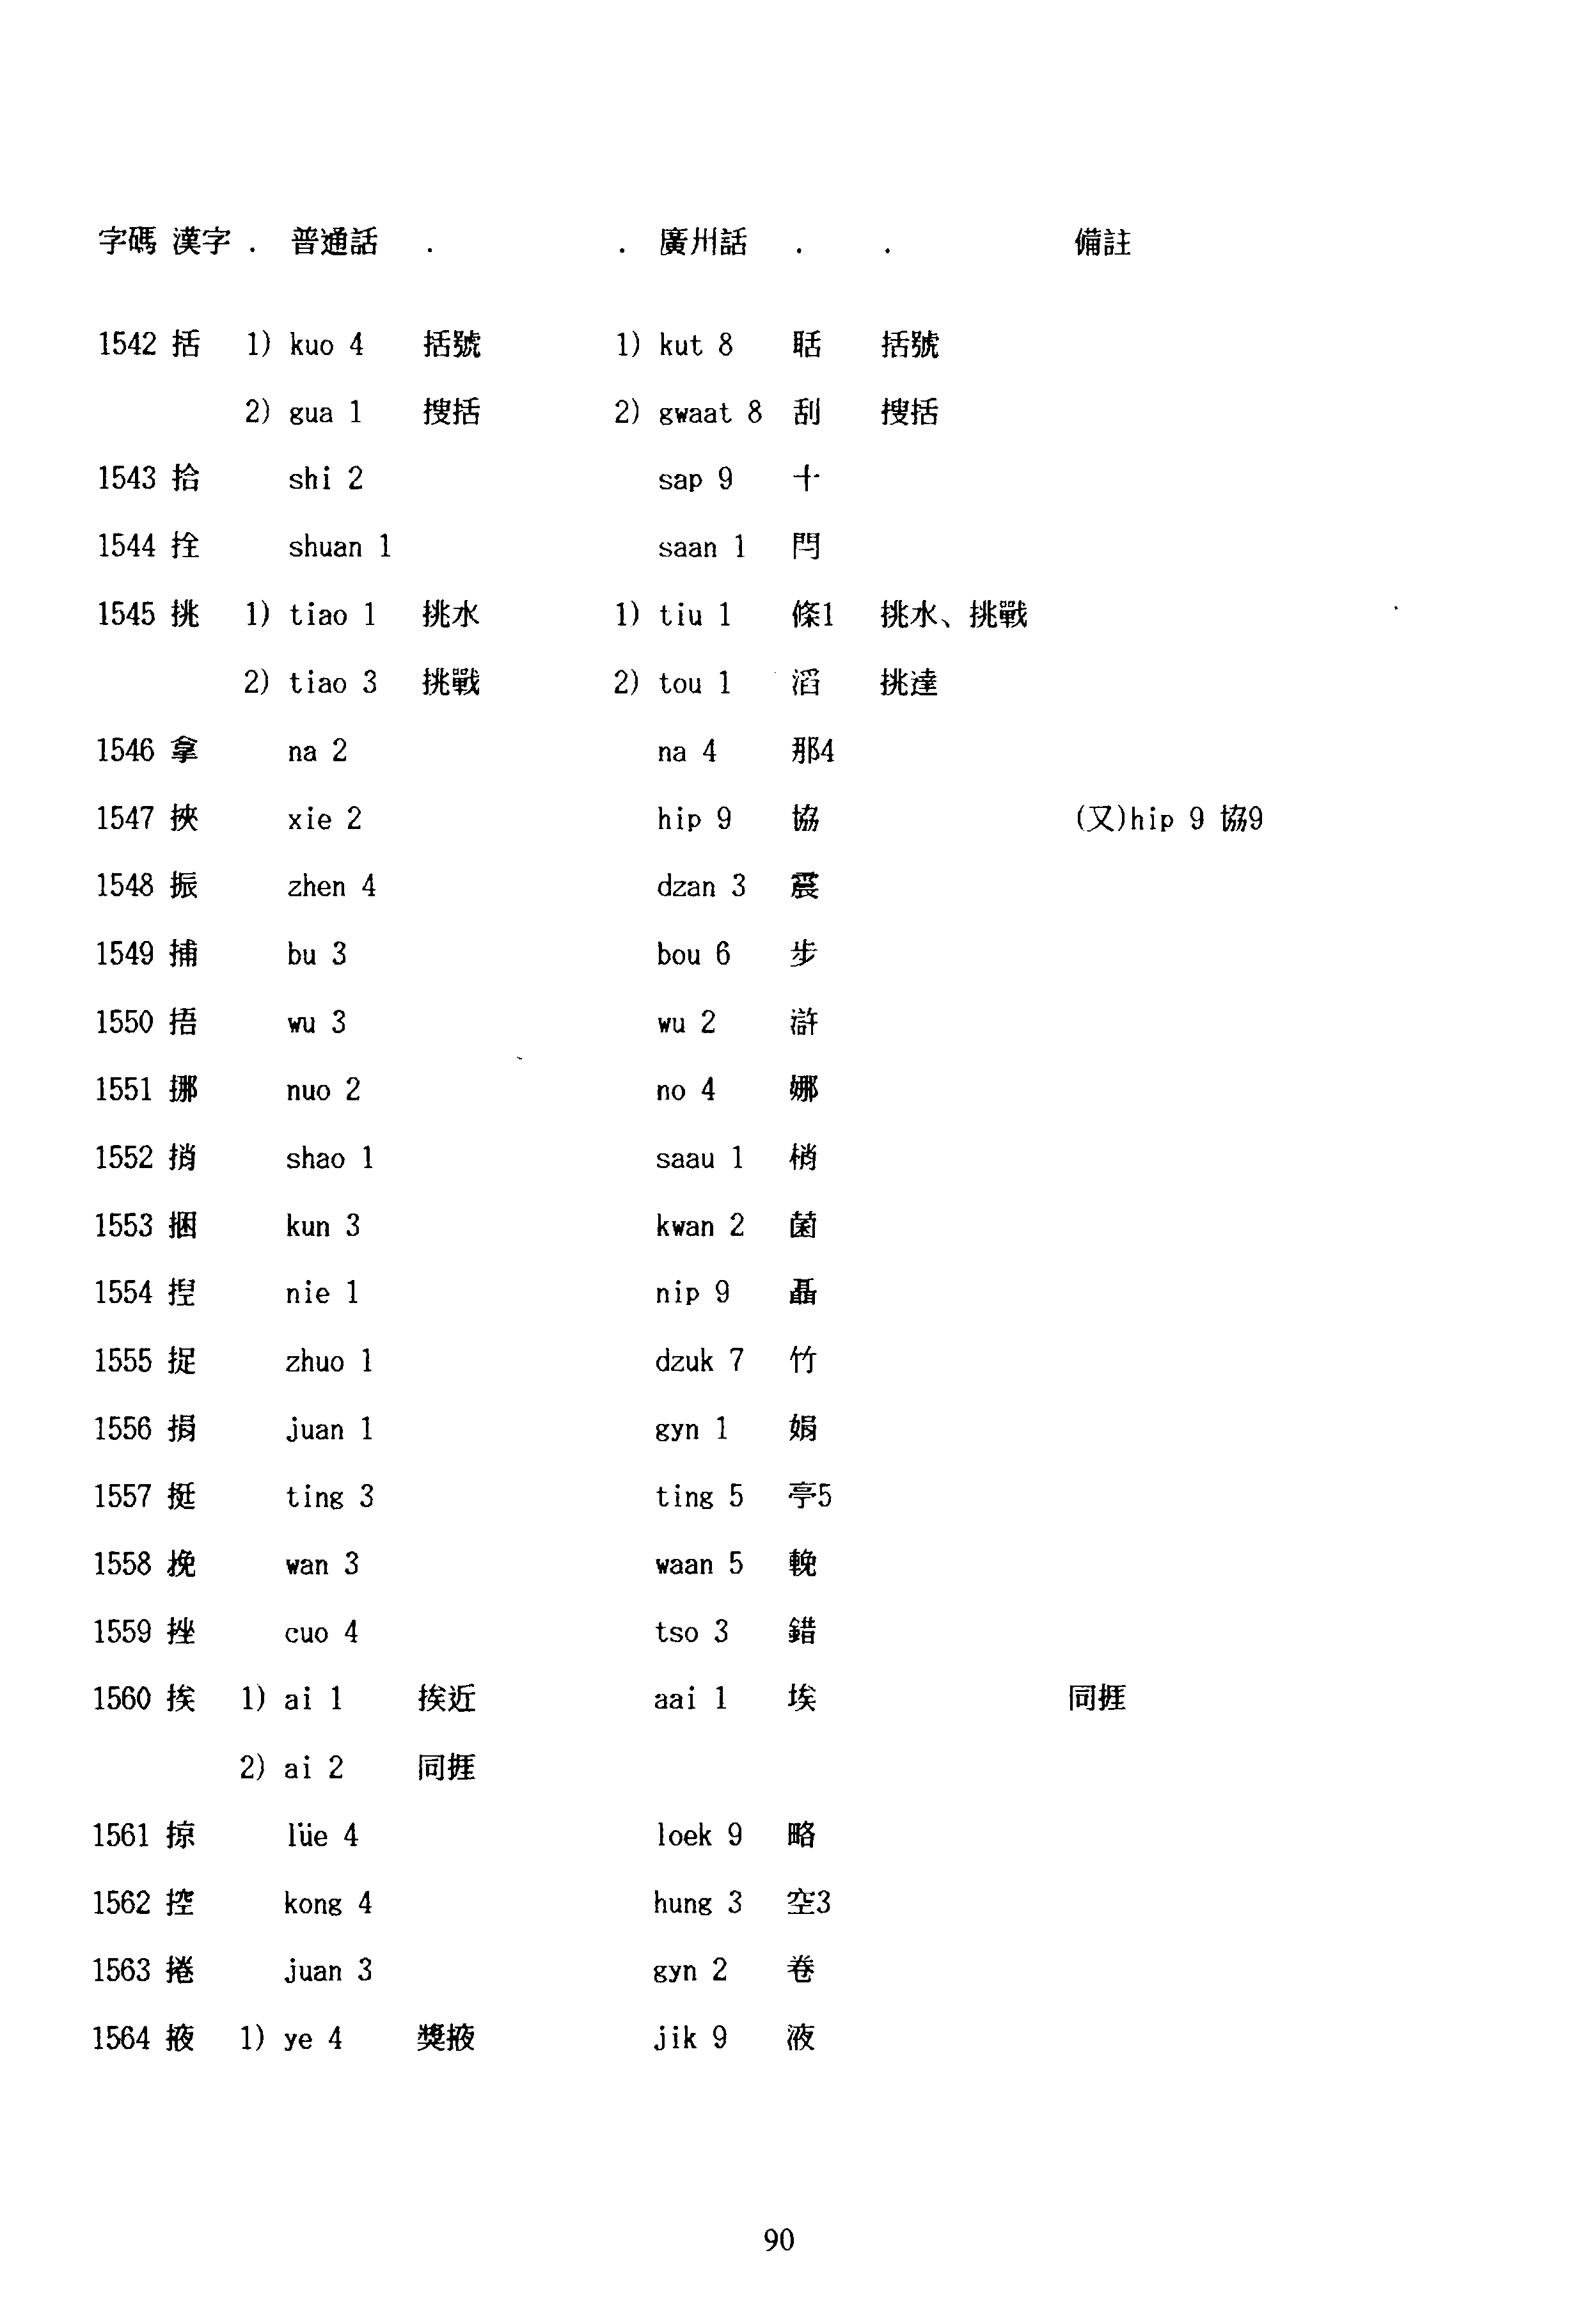 字碼 漢字 . 普通話 . . 廣州話 . . 備註
1542 括 1) kuo 4 括號 1) kut 8 聒 括號
2) gua 1 搜括 2) gwaat 8 刮 搜括
1543 拾 shi 2 sap 9 十
1544 拴 shuan 1 saan 1 閂
1545 挑 1) tiao 1 挑水 1) tiu 1 條1 挑水、挑戰
2) tiao 3 挑戰 2) tou 1 滔 挑達
1546 拿 na 2 na 4 那4
1547 挾 xie 2 hip 9 協 (又)hip 9 協9
1548 振 zhen 4 dzan 3 震
1549 捕 bu 3 bou 6 步
1550 捂 wu 3 wu 2 滸
1551 挪 nuo 2 no 4 娜
1552 捎 shao 1 saau 1 梢
1553 捆 kun 3 kwan 2 菌
1554 捏 nie 1 nip 9 聶
1555 捉 zhuo 1 dzuk 7 竹
1556 捐 juan 1 gyn 1 娟
1557 挺 ting 3 ting 5 亭5
1558 挽 wan 3 waan 5 輓
1559 挫 cuo 4 tso 3 錯
1560 挨 1) ai 1 挨近 aai 1 埃 同捱
2) ai 2 同捱
1561 掠 lüe 4 loek 9 略
1562 控 kong 4 hung 3 空3
1563 捲 juan 3 gyn 2 卷
1564 掖 1) ye 4 獎掖 jik 9 液
90